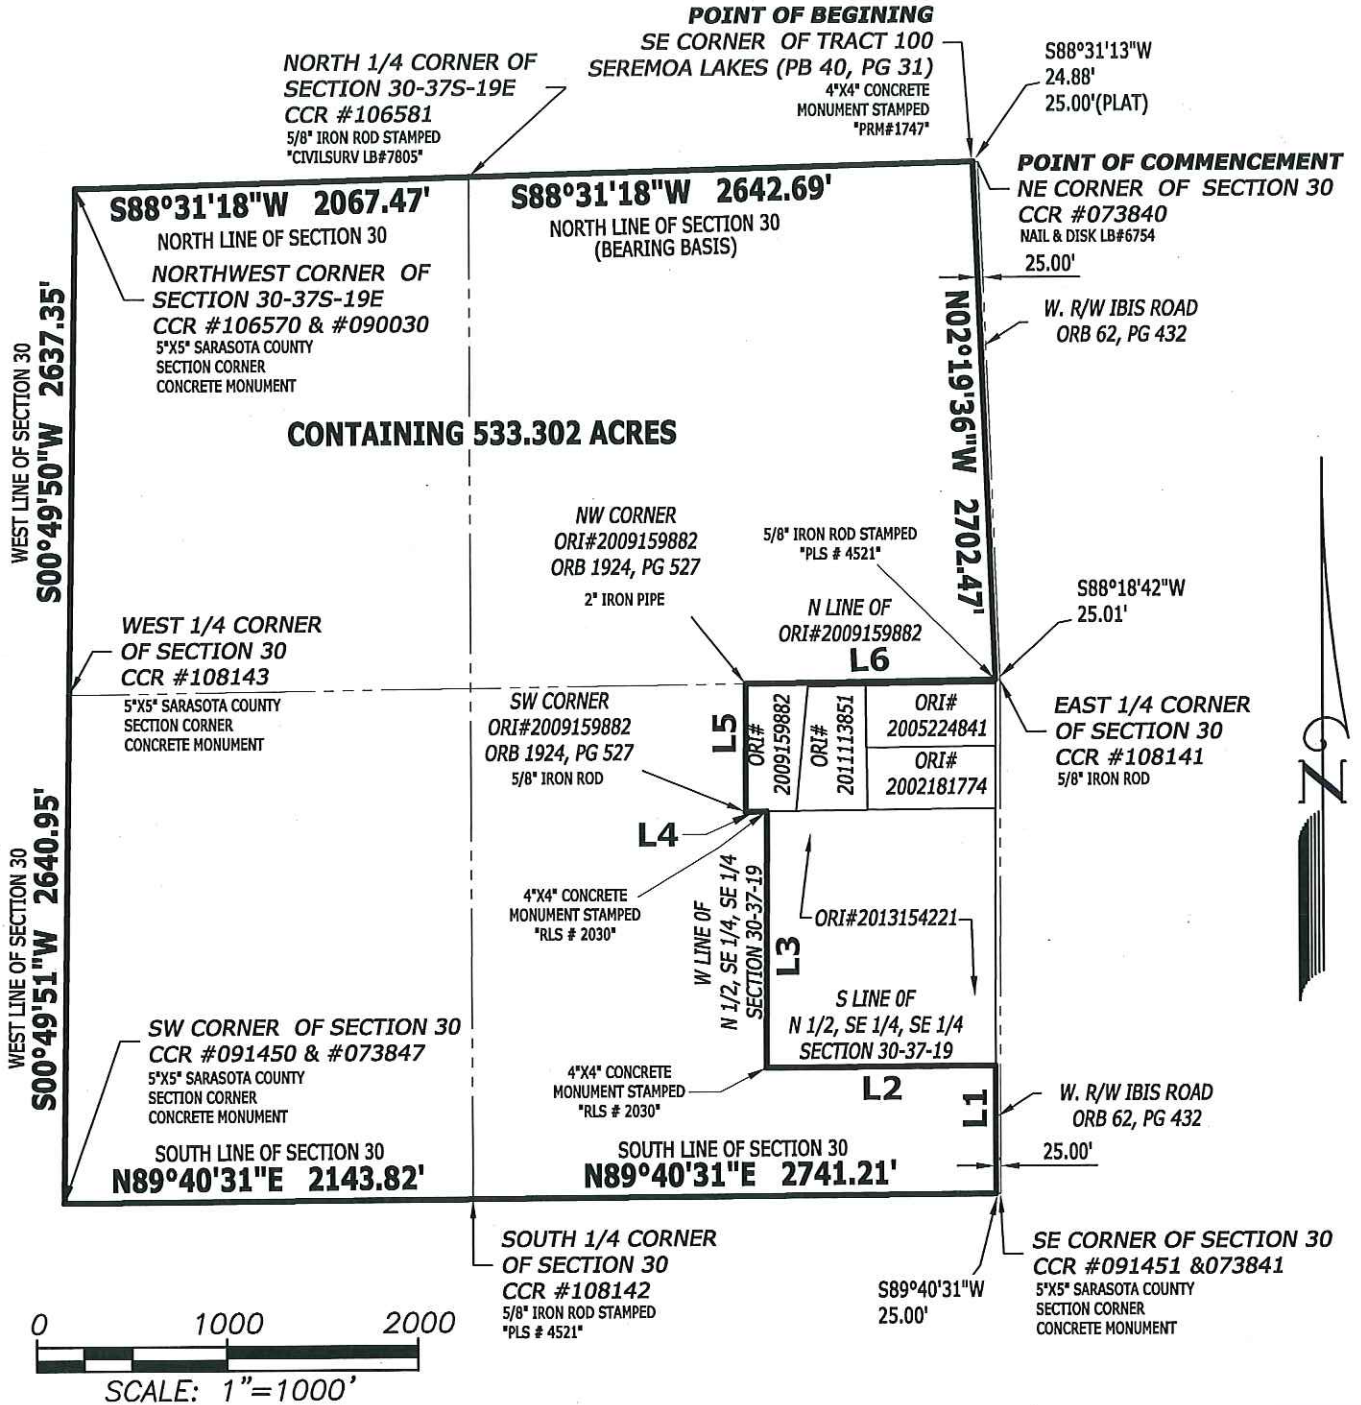 POINT OF BEGINING
SE CORNER OF TRACT 100
SEREMOA LAKES (PB 40, PG 31)
4"X4" CONCRETE
MONUMENT STAMPED
"PRM#1747"
S88°31'13"W
24.88'
25.00'(PLAT)
NORTH 1/4 CORNER OF
SECTION 30-37S-19E
CCR #106581
5/8" IRON ROD STAMPED
"CIVILSURV LB#7805"
POINT OF COMMENCEMENT
NE CORNER OF SECTION 30
CCR #073840
NAIL & DISK LB#6754
25.00'
S88°31'18"W 2067.47'
NORTH LINE OF SECTION 30
S88°31'18"W 2642.69'
NORTH LINE OF SECTION 30
(BEARING BASIS)
NORTHWEST CORNER OF
SECTION 30-37S-19E
CCR #106570 & #090030
5"X5" SARASOTA COUNTY
SECTION CORNER
CONCRETE MONUMENT
W. R/W IBIS ROAD
ORB 62, PG 432
N02°19'36"W 2702.47'
WEST LINE OF SECTION 30
S00°49'50"W 2637.35'
CONTAINING 533.302 ACRES
NW CORNER
ORI#2009159882
ORB 1924, PG 527
2" IRON PIPE
5/8" IRON ROD STAMPED
"PLS # 4521"
N LINE OF
ORI#2009159882
L6
S88°18'42"W
25.01'
WEST 1/4 CORNER
OF SECTION 30
CCR #108143
5"X5" SARASOTA COUNTY
SECTION CORNER
CONCRETE MONUMENT
SW CORNER
ORI#2009159882
ORB 1924, PG 527
5/8" IRON ROD
L5
ORI#
2009159882
ORI#
2011113851
ORI#
2005224841
ORI#
2002181774
EAST 1/4 CORNER
OF SECTION 30
CCR #108141
5/8" IRON ROD
N
L4
4"X4" CONCRETE
MONUMENT STAMPED
"RLS # 2030"
W LINE OF
N 1/2, SE 1/4, SE 1/4
SECTION 30-37-19
L3
ORI#2013154221
S LINE OF
N 1/2, SE 1/4, SE 1/4
SECTION 30-37-19
WEST LINE OF SECTION 30
S00°49'51"W 2640.95'
SW CORNER OF SECTION 30
CCR #091450 & #073847
5"X5" SARASOTA COUNTY
SECTION CORNER
CONCRETE MONUMENT
4"X4" CONCRETE
MONUMENT STAMPED
"RLS # 2030"
L2
L1
W. R/W IBIS ROAD
ORB 62, PG 432
25.00'
SOUTH LINE OF SECTION 30
N89°40'31"E 2143.82'
SOUTH LINE OF SECTION 30
N89°40'31"E 2741.21'
SOUTH 1/4 CORNER
OF SECTION 30
CCR #108142
5/8" IRON ROD STAMPED
"PLS # 4521"
S89°40'31"W
25.00'
SE CORNER OF SECTION 30
CCR #091451 &073841
5"X5" SARASOTA COUNTY
SECTION CORNER
CONCRETE MONUMENT
0 1000 2000
SCALE: 1"=1000'